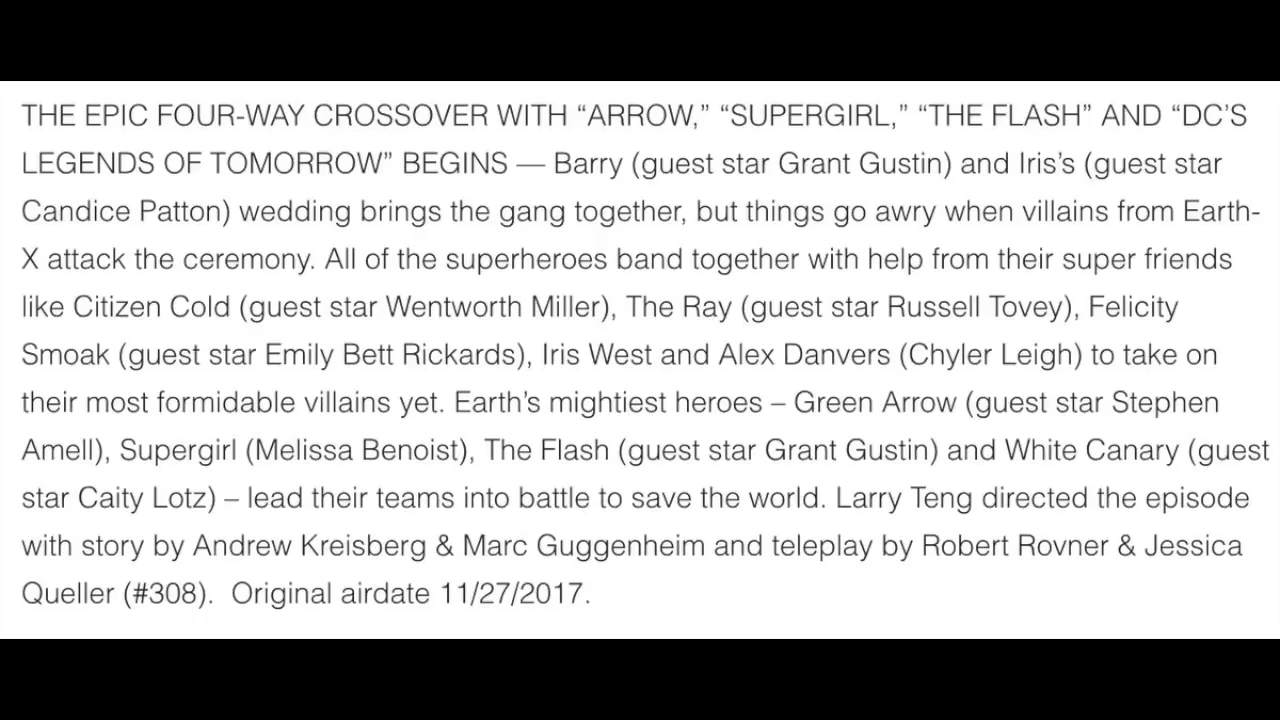 THE EPIC FOUR-WAY CROSSOVER WITH “ARROW,” “SUPERGIRL,” “THE FLASH” AND “DC’S
LEGENDS OF TOMORROW” BEGINS — Barry (guest star Grant Gustin) and Iris’s (guest star
Candice Patton) wedding brings the gang together, but things go awry when villains from Earth-
X attack the ceremony. All of the superheroes band together with help from their super friends
like Citizen Cold (guest star Wentworth Miller), The Ray (guest star Russell Tovey), Felicity
Smoak (guest star Emily Bett Rickards), Iris West and Alex Danvers (Chyler Leigh) to take on
their most formidable villains yet. Earth’s mightiest heroes – Green Arrow (guest star Stephen
Amell), Supergirl (Melissa Benoist), The Flash (guest star Grant Gustin) and White Canary (guest
star Caity Lotz) – lead their teams into battle to save the world. Larry Teng directed the episode
with story by Andrew Kreisberg & Marc Guggenheim and teleplay by Robert Rovner & Jessica
Queller (#308).  Original airdate 11/27/2017.